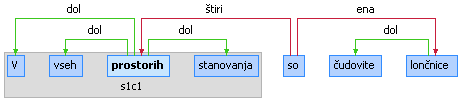 dol štiri ena
dol dol dol
V vseh prostorih stanovanja so čudovite lončnice
s1c1